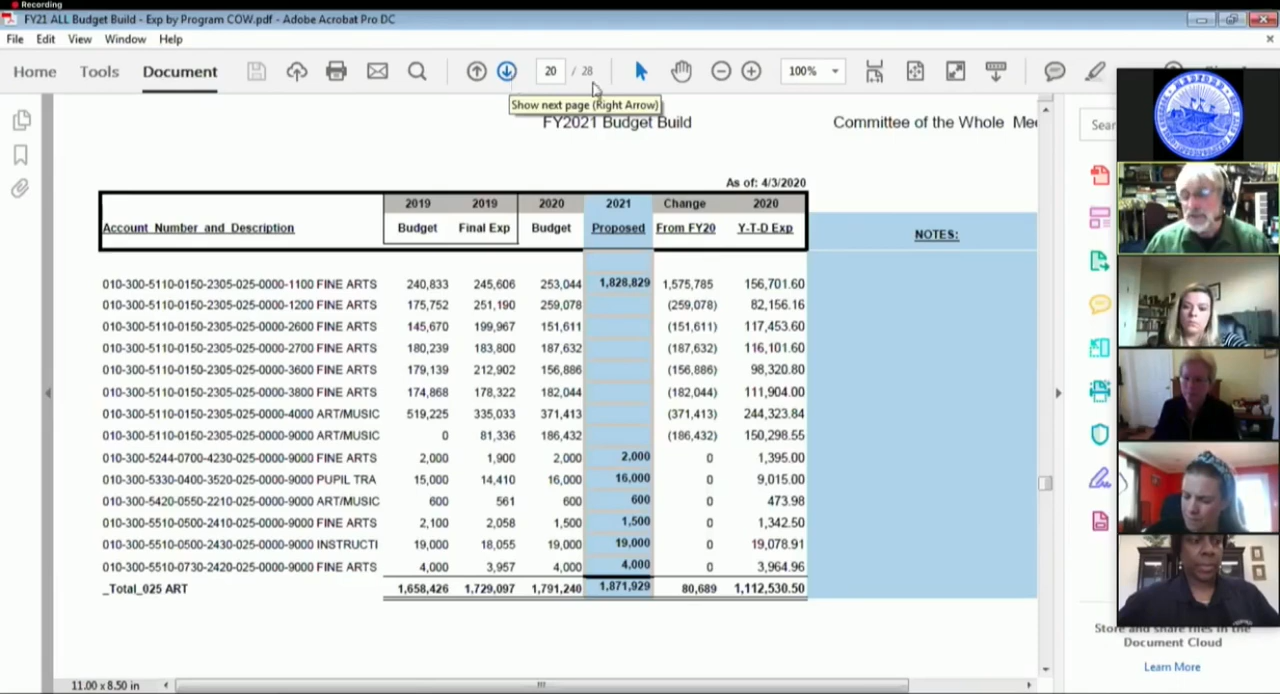 Recording
FY21 ALL Budget Build - Exp by Program COW.pdf - Adobe Acrobat Pro DC
File Edit View Window Help
Home Tools Document 20 / 28 100%
Show next page (Right Arrow)
FY2021 Budget Build Committee of the Whole Mee
Sear
As of: 4/3/2020
2019 2019 2020 2021 Change 2020
Account Number and Description Budget Final Exp Budget Proposed From FY20 Y-T-D Exp NOTES:
010-300-5110-0150-2305-025-0000-1100 FINE ARTS 240,833 245,606 253,044 1,828,829 1,575,785 156,701.60
010-300-5110-0150-2305-025-0000-1200 FINE ARTS 175,752 251,190 259,078 (259,078) 82,156.16
010-300-5110-0150-2305-025-0000-2600 FINE ARTS 145,670 199,967 151,611 (151,611) 117,453.60
010-300-5110-0150-2305-025-0000-2700 FINE ARTS 180,239 183,800 187,632 (187,632) 116,101.60
010-300-5110-0150-2305-025-0000-3600 FINE ARTS 179,139 212,902 156,886 (156,886) 98,320.80
010-300-5110-0150-2305-025-0000-3800 FINE ARTS 174,868 178,322 182,044 (182,044) 111,904.00
010-300-5110-0150-2305-025-0000-4000 ART/MUSIC 519,225 335,033 371,413 (371,413) 244,323.84
010-300-5110-0150-2305-025-0000-9000 ART/MUSIC 0 81,336 186,432 (186,432) 150,298.55
010-300-5244-0700-4230-025-0000-9000 FINE ARTS 2,000 1,900 2,000 2,000 0 1,395.00
010-300-5330-0400-3520-025-0000-9000 PUPIL TRA 15,000 14,410 16,000 16,000 0 9,015.00
010-300-5420-0550-2210-025-0000-9000 ART/MUSIC 600 561 600 600 0 473.98
010-300-5510-0500-2410-025-0000-9000 FINE ARTS 2,100 2,058 1,500 1,500 0 1,342.50
010-300-5510-0500-2430-025-0000-9000 INSTRUCTI 19,000 18,055 19,000 19,000 0 19,078.91
010-300-5510-0730-2420-025-0000-9000 FINE ARTS 4,000 3,957 4,000 4,000 0 3,964.96
_Total_025 ART 1,658,426 1,729,097 1,791,240 1,871,929 80,689 1,112,530.50
Store and share files in the
Document Cloud
Learn More
11.00 x 8.50 in